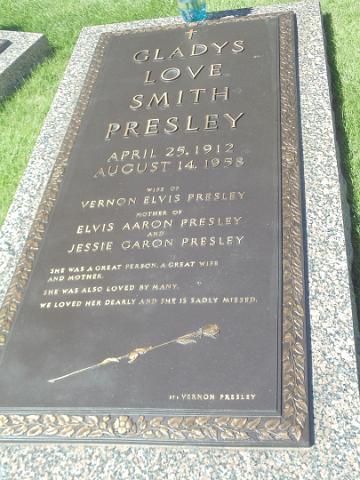 GLADYS
LOVE
SMITH
PRESLEY
APRIL 25, 1912
AUGUST 14, 1958
WIFE OF
VERNON ELVIS PRESLEY
MOTHER OF
ELVIS AARON PRESLEY
AND
JESSIE GARON PRESLEY
SHE WAS A GREAT PERSON, A GREAT WIFE
AND MOTHER.
SHE WAS ALSO LOVED BY MANY.
WE LOVED HER DEARLY AND SHE IS SADLY MISSED.
BY: VERNON PRESLEY